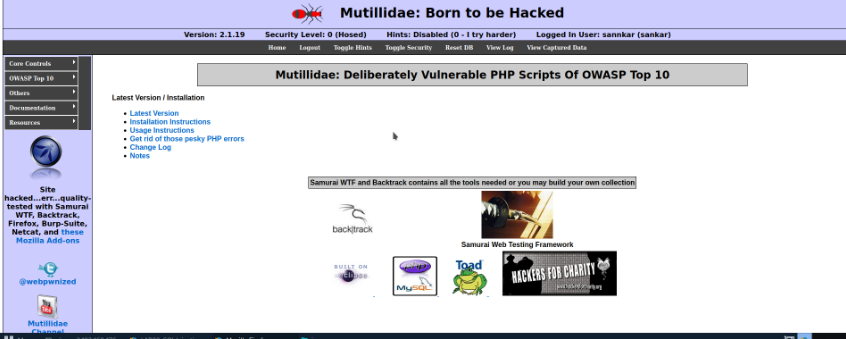 Mutillidae: Born to be Hacked
Version: 2.1.19 Security Level: 0 (Hosed) Hints: Disabled (0 - I try harder) Logged In User: sannkar (sankar)
Home Logout Toggle Hints Toggle Security Reset DB View Log View Captured Data
Core Controls
OWASP Top 10
Others
Documentation
Resources
Site
hacked...err...quality-
tested with Samurai
WTF, Backtrack,
Firefox, Burp-Suite,
Netcat, and these
Mozilla Add-ons
@webpwnized
Mutillidae
Channel
Mutillidae: Deliberately Vulnerable PHP Scripts Of OWASP Top 10
Latest Version / Installation
Latest Version
Installation Instructions
Usage Instructions
Get rid of those pesky PHP errors
Change Log
Notes
Samurai WTF and Backtrack contains all the tools needed or you may build your own collection
back|track
Samurai Web Testing Framework
BUILT ON
eclipse
MySQL
Toad
HACKERS FOR CHARITY